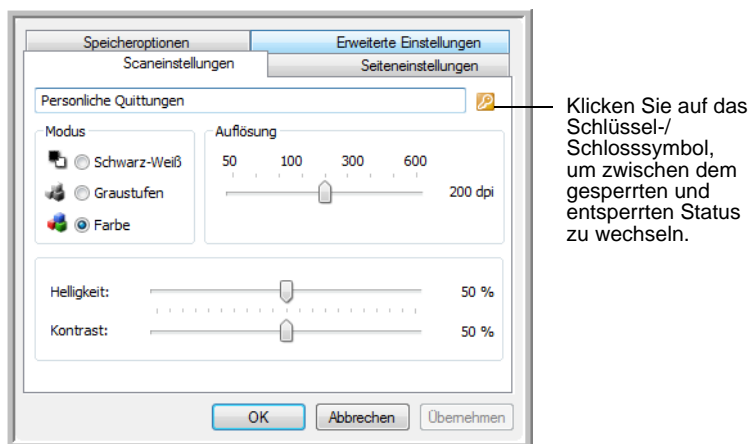 Speicheroptionen
Erweiterte Einstellungen
Scaneinstellungen
Seiteneinstellungen
Personliche Quittungen
Modus
Schwarz-Weiß
Graustufen
Farbe
Auflösung
50 100 300 600
200 dpi
Helligkeit:
50 %
Kontrast:
50 %
OK
Abbrechen
Übernehmen
Klicken Sie auf das
Schlüssel-/
Schlosssymbol,
um zwischen dem
gesperrten und
entsperrten Status
zu wechseln.